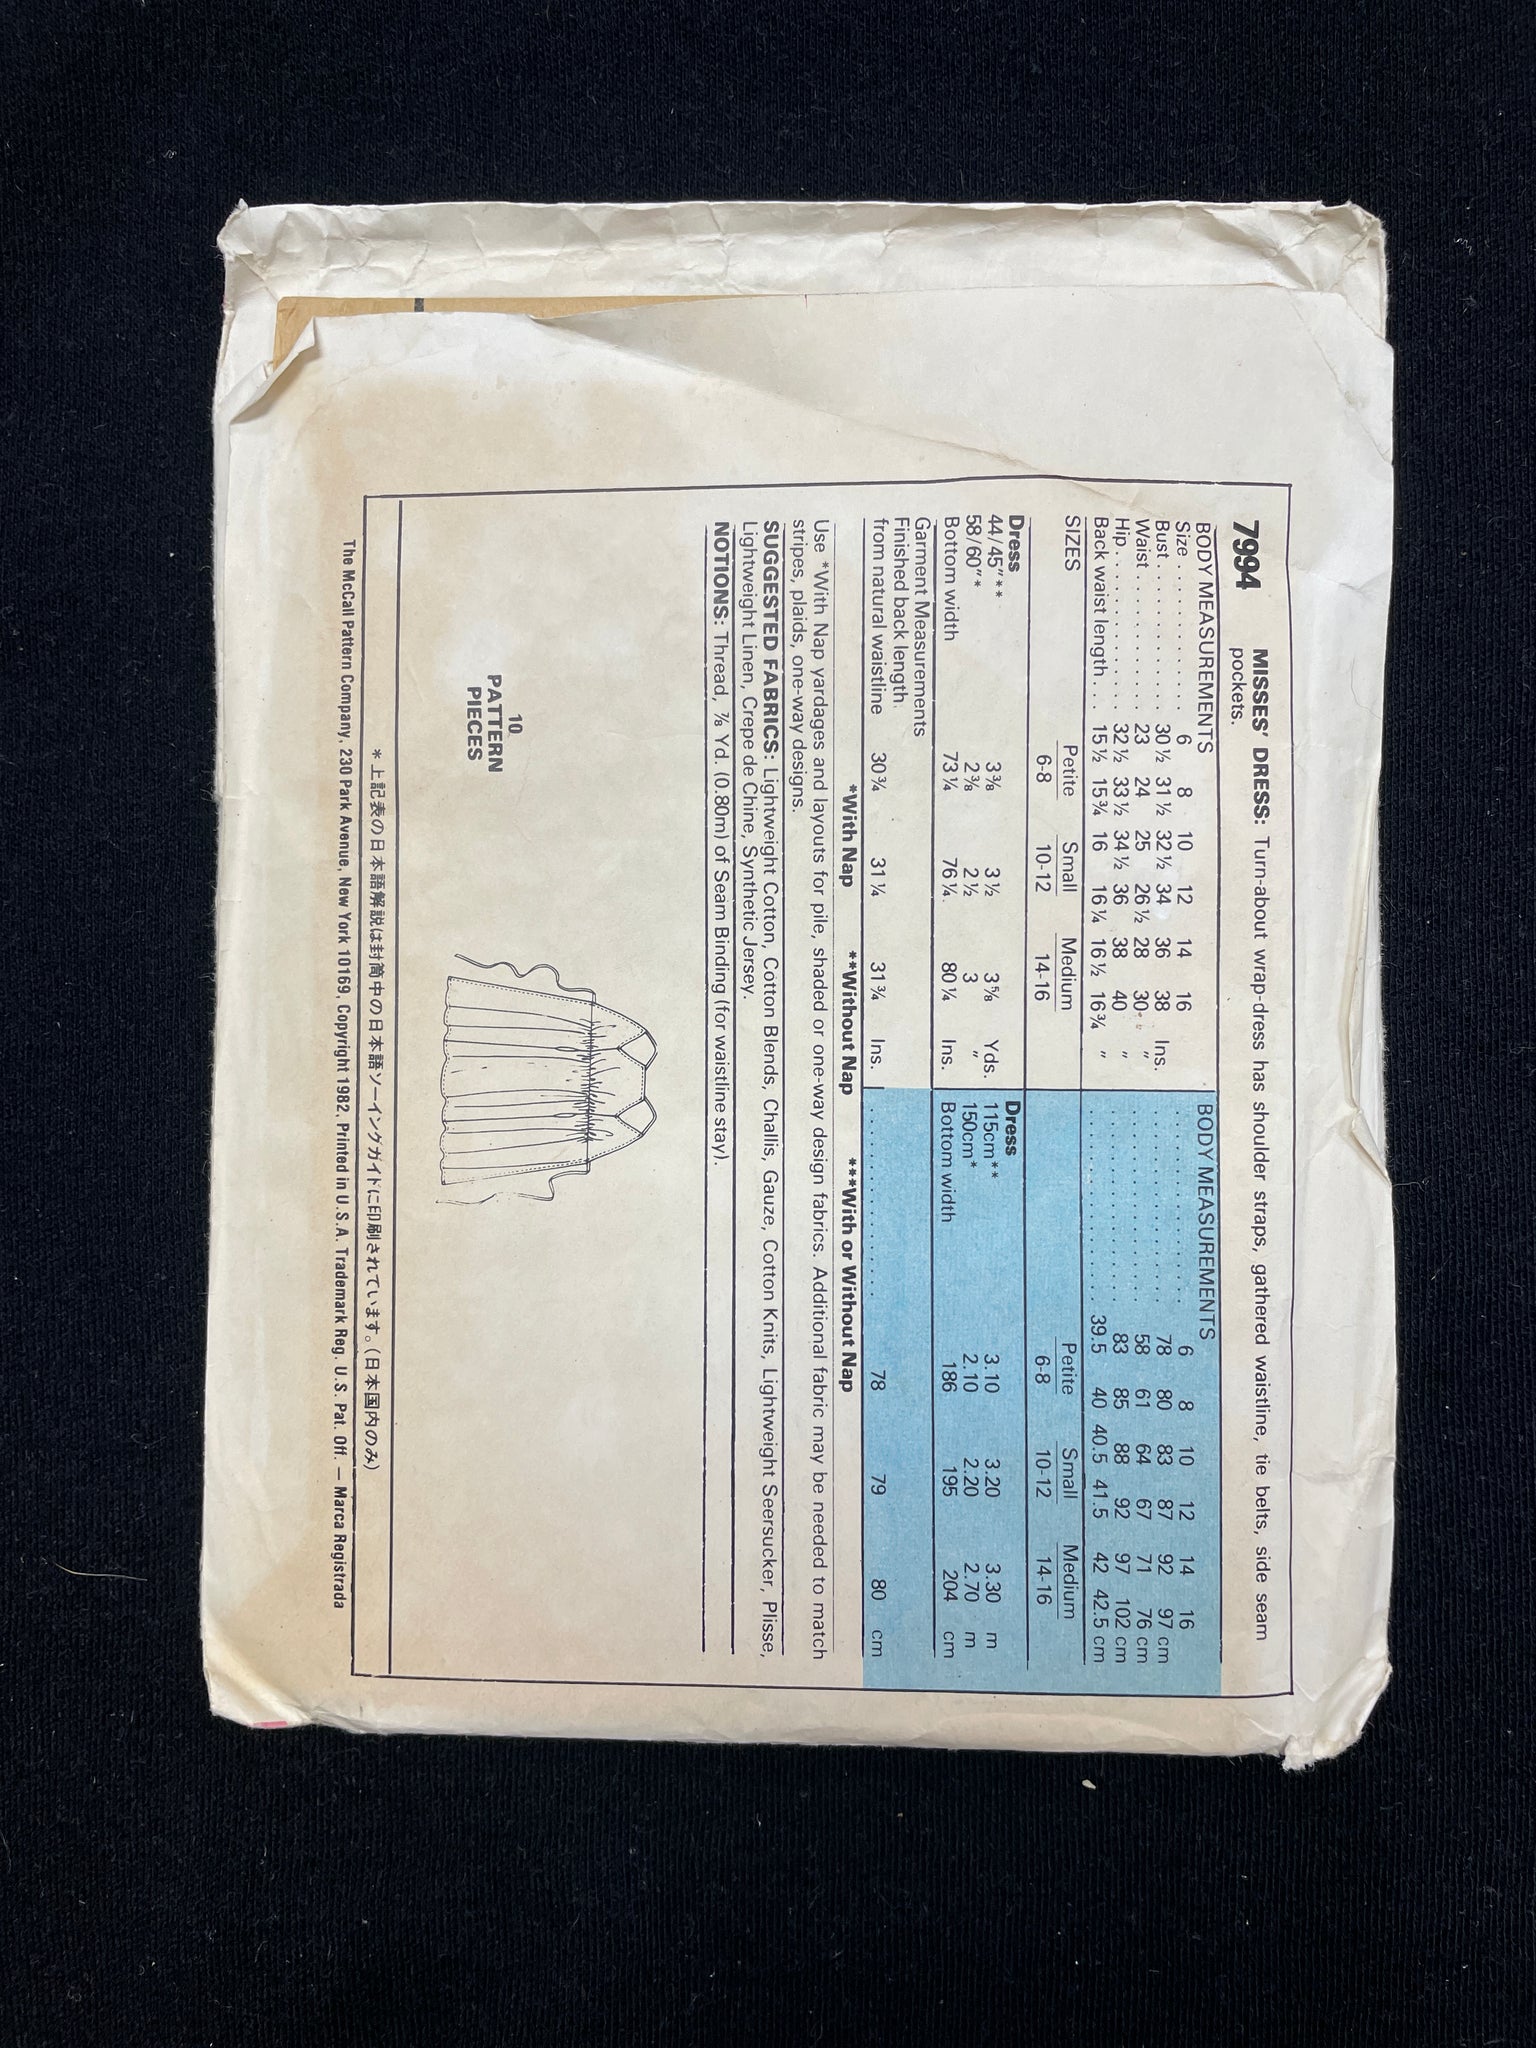 7994 MISSES' DRESS: Turn-about wrap-dress has shoulder straps, gathered waistline, tie belts, side seam
pockets.
BODY MEASUREMENTS BODY MEASUREMENTS
Size . . . . . . . . . . . 6 8 10 12 14 16 . . . . . . . . . . . 6 8 10 12 14 16
Bust . . . . . . . . . . 30½ 31½ 32½ 34 36 38 Ins. . . . . . . . . . . . 78 80 83 87 92 97 cm
Waist . . . . . . . . . . 23 24 25 26½ 28 30 " . . . . . . . . . . . 58 61 64 67 71 76 cm
Hip . . . . . . . . . . . 32½ 33½ 34½ 36 38 40 " . . . . . . . . . . . 83 85 88 92 97 102 cm
Back waist length . . . 15½ 15¾ 16 16¼ 16½ 16¾ " . . . . . . . . . . . 39.5 40 40.5 41.5 42 42.5 cm
Petite Small Medium Petite Small Medium
SIZES 6-8 10-12 14-16 6-8 10-12 14-16
Dress Dress
44/45"** 3⅜ 3½ 3⅝ Yds. 115cm** 3.10 3.20 3.30 m
58/60"* 2⅜ 2½ 3 " 150cm* 2.10 2.20 2.70 m
Bottom width 73¼ 76¼ 80¼ Ins. Bottom width 186 195 204 cm
Garment Measurements
Finished back length
from natural waistline 30¾ 31¼ 31¾ Ins. . . . . . . . . . . . . 78 79 80 cm
*With Nap **Without Nap ***With or Without Nap
Use *With Nap yardages and layouts for pile, shaded or one-way design fabrics. Additional fabric may be needed to match
stripes, plaids, one-way designs.
SUGGESTED FABRICS: Lightweight Cotton, Cotton Blends, Challis, Gauze, Cotton Knits, Lightweight Seersucker, Plisse,
Lightweight Linen, Crepe de Chine, Synthetic Jersey.
NOTIONS: Thread, ⅞ Yd. (0.80m) of Seam Binding (for waistline stay).
10
PATTERN
PIECES
* 上記表の日本語解説は封筒中の日本語ソーイングガイドに印刷されています。(日本国内のみ)
The McCall Pattern Company, 230 Park Avenue, New York 10169, Copyright 1982. Printed in U.S.A. Trademark Reg. U.S. Pat. Off. — Marca Registrada